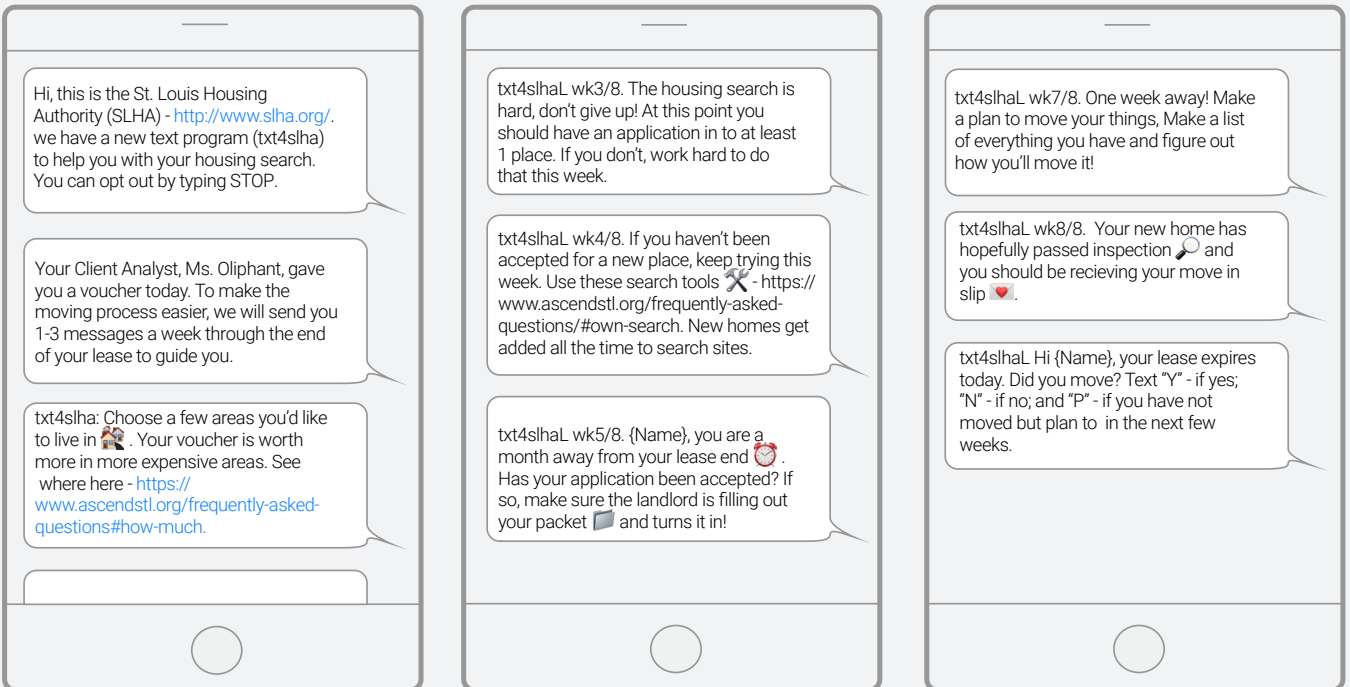 Hi, this is the St. Louis Housing
Authority (SLHA) - http://www.slha.org/.
we have a new text program (txt4slha)
to help you with your housing search.
You can opt out by typing STOP.
Your Client Analyst, Ms. Oliphant, gave
you a voucher today. To make the
moving process easier, we will send you
1-3 messages a week through the end
of your lease to guide you.
txt4slha: Choose a few areas you'd like
to live in 🏘️ . Your voucher is worth
more in more expensive areas. See
where here - https://
www.ascendstl.org/frequently-asked-
questions#how-much.
txt4slhaL wk3/8. The housing search is
hard, don't give up! At this point you
should have an application in to at least
1 place. If you don't, work hard to do
that this week.
txt4slhaL wk4/8. If you haven't been
accepted for a new place, keep trying this
week. Use these search tools 🛠️ - https://
www.ascendstl.org/frequently-asked-
questions/#own-search. New homes get
added all the time to search sites.
txt4slhaL wk5/8. {Name}, you are a
month away from your lease end ⏰ .
Has your application been accepted? If
so, make sure the landlord is filling out
your packet 📁 and turns it in!
txt4slhaL wk7/8. One week away! Make
a plan to move your things, Make a list
of everything you have and figure out
how you'll move it!
txt4slhaL wk8/8. Your new home has
hopefully passed inspection 🔎 and
you should be recieving your move in
slip 💌.
txt4slhaL Hi {Name}, your lease expires
today. Did you move? Text "Y" - if yes;
"N" - if no; and "P" - if you have not
moved but plan to in the next few
weeks.